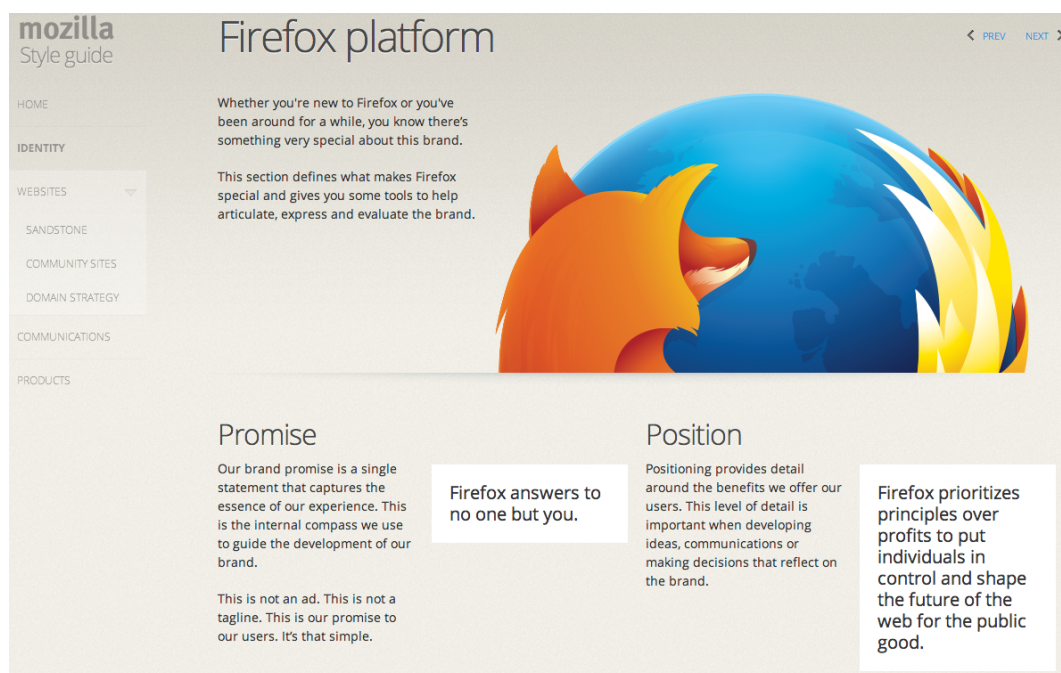 mozilla
Style guide
Firefox platform
PREV
NEXT
HOME
IDENTITY
WEBSITES
SANDSTONE
COMMUNITY SITES
DOMAIN STRATEGY
COMMUNICATIONS
PRODUCTS
Whether you're new to Firefox or you've
been around for a while, you know there's
something very special about this brand.
This section defines what makes Firefox
special and gives you some tools to help
articulate, express and evaluate the brand.
Promise
Our brand promise is a single
statement that captures the
essence of our experience. This
is the internal compass we use
to guide the development of our
brand.
This is not an ad. This is not a
tagline. This is our promise to
our users. It's that simple.
Firefox answers to
no one but you.
Position
Positioning provides detail
around the benefits we offer our
users. This level of detail is
important when developing
ideas, communications or
making decisions that reflect on
the brand.
Firefox prioritizes
principles over
profits to put
individuals in
control and shape
the future of the
web for the public
good.